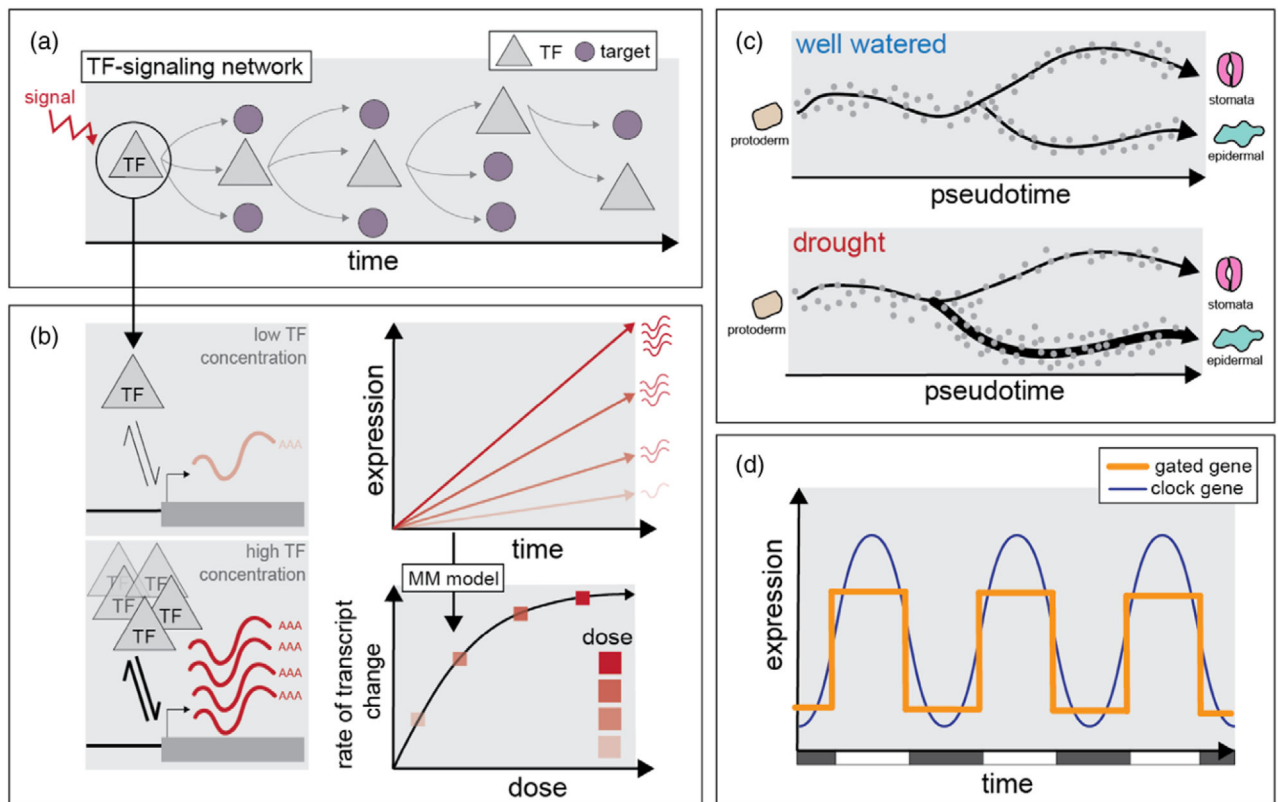 (a)
TF-signaling network
TF
target
signal
TF
time
(b)
low TF
concentration
TF
AAA
high TF
concentration
TF
TF
TF
TF
TF
AAA
AAA
AAA
AAA
expression
time
MM model
rate of transcript
change
dose
dose
(c)
well watered
protoderm
stomata
epidermal
pseudotime
drought
protoderm
stomata
epidermal
pseudotime
(d)
gated gene
clock gene
expression
time